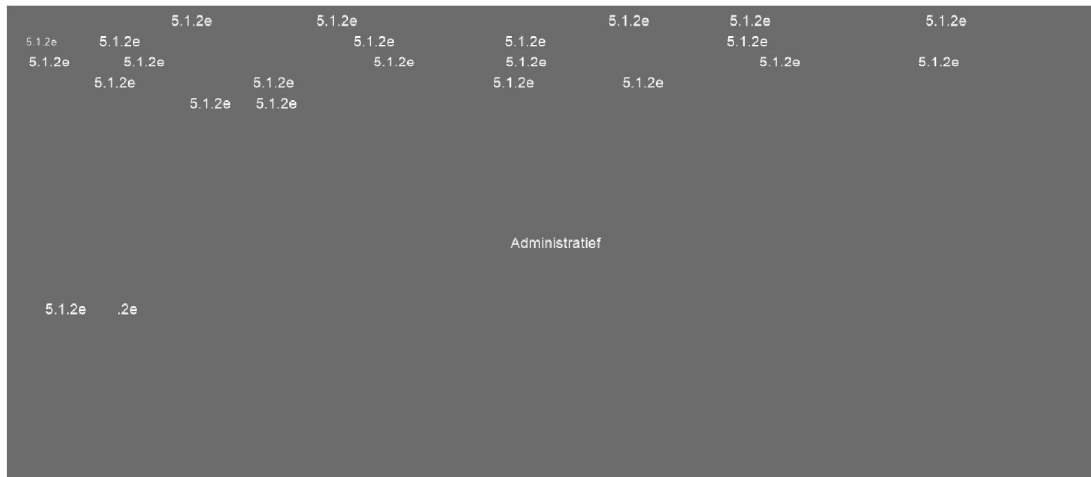 5.1.2e 5.1.2e 5.1.2e 5.1.2e 5.1.2e
5.1.2e 5.1.2e 5.1.2e 5.1.2e 5.1.2e
5.1.2e 5.1.2e 5.1.2e 5.1.2e 5.1.2e 5.1.2e
5.1.2e 5.1.2e 5.1.2e 5.1.2e
5.1.2e 5.1.2e
Administratief
5.1.2e .2e